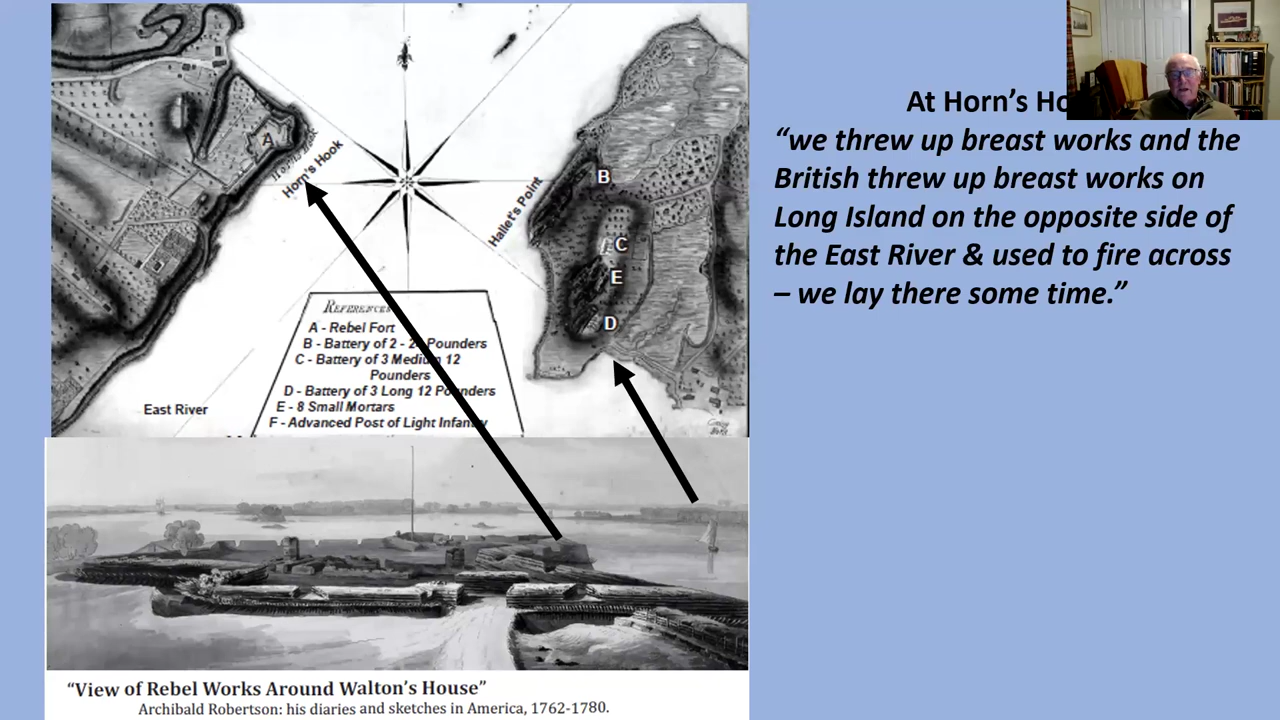 At Horn's Ho
“we threw up breast works and the
British threw up breast works on
Long Island on the opposite side of
the East River & used to fire across
– we lay there some time.”
A
Horn's Hook
Hallet's Point
B
C
E
D
References
A - Rebel Fort
B - Battery of 2 - 2 Pounders
C - Battery of 3 Medium 12
Pounders
D - Battery of 3 Long 12 Pounders
E - 8 Small Mortars
F - Advanced Post of Light Infantry
East River
“View of Rebel Works Around Walton's House”
Archibald Robertson: his diaries and sketches in America, 1762-1780.